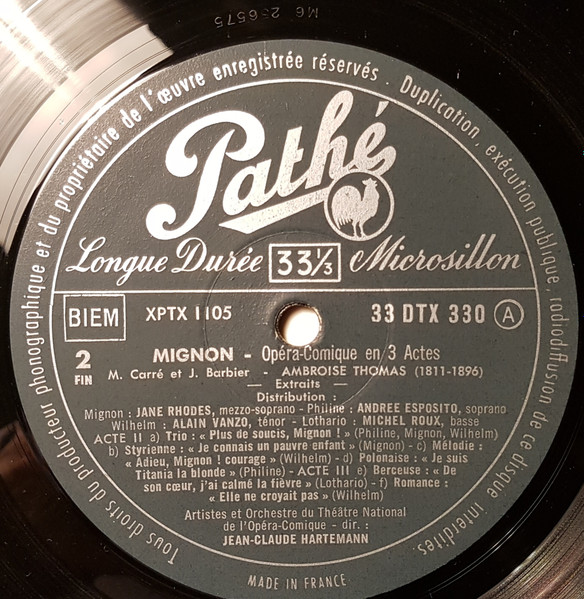 M6 2 6575
Tous droits du producteur phonographique et du propriétaire de l'œuvre enregistrée réservés. Duplication, exécution publique, radiodiffusion de ce disque interdites.
Pathé
Longue Durée 33⅓ Microsillon
BIEM XPTX 1105 33 DTX 330 A
2 MIGNON - Opéra-Comique en 3 Actes
FIN M. Carré et J. Barbier - AMBROISE THOMAS (1811-1896)
— Extraits —
Distribution :
Mignon : JANE RHODES, mezzo-soprano - Philine : ANDREE ESPOSITO, soprano
Wilhelm : ALAIN VANZO, ténor - Lothario : MICHEL ROUX, basse
ACTE II a) Trio : « Plus de soucis, Mignon ! » (Philine, Mignon, Wilhelm)
b) Styrienne : « Je connais un pauvre enfant » (Mignon) - c) Mélodie :
« Adieu, Mignon ! courage » (Wilhelm) - d) Polonaise : « Je suis
Titania la blonde » (Philine) - ACTE III e) Berceuse : « De
son cœur, j'ai calmé la fièvre » (Lothario) - f) Romance :
« Elle ne croyait pas » (Wilhelm)
Artistes et Orchestre du Théâtre National
de l'Opéra-Comique - dir. :
JEAN-CLAUDE HARTEMANN
MADE IN FRANCE